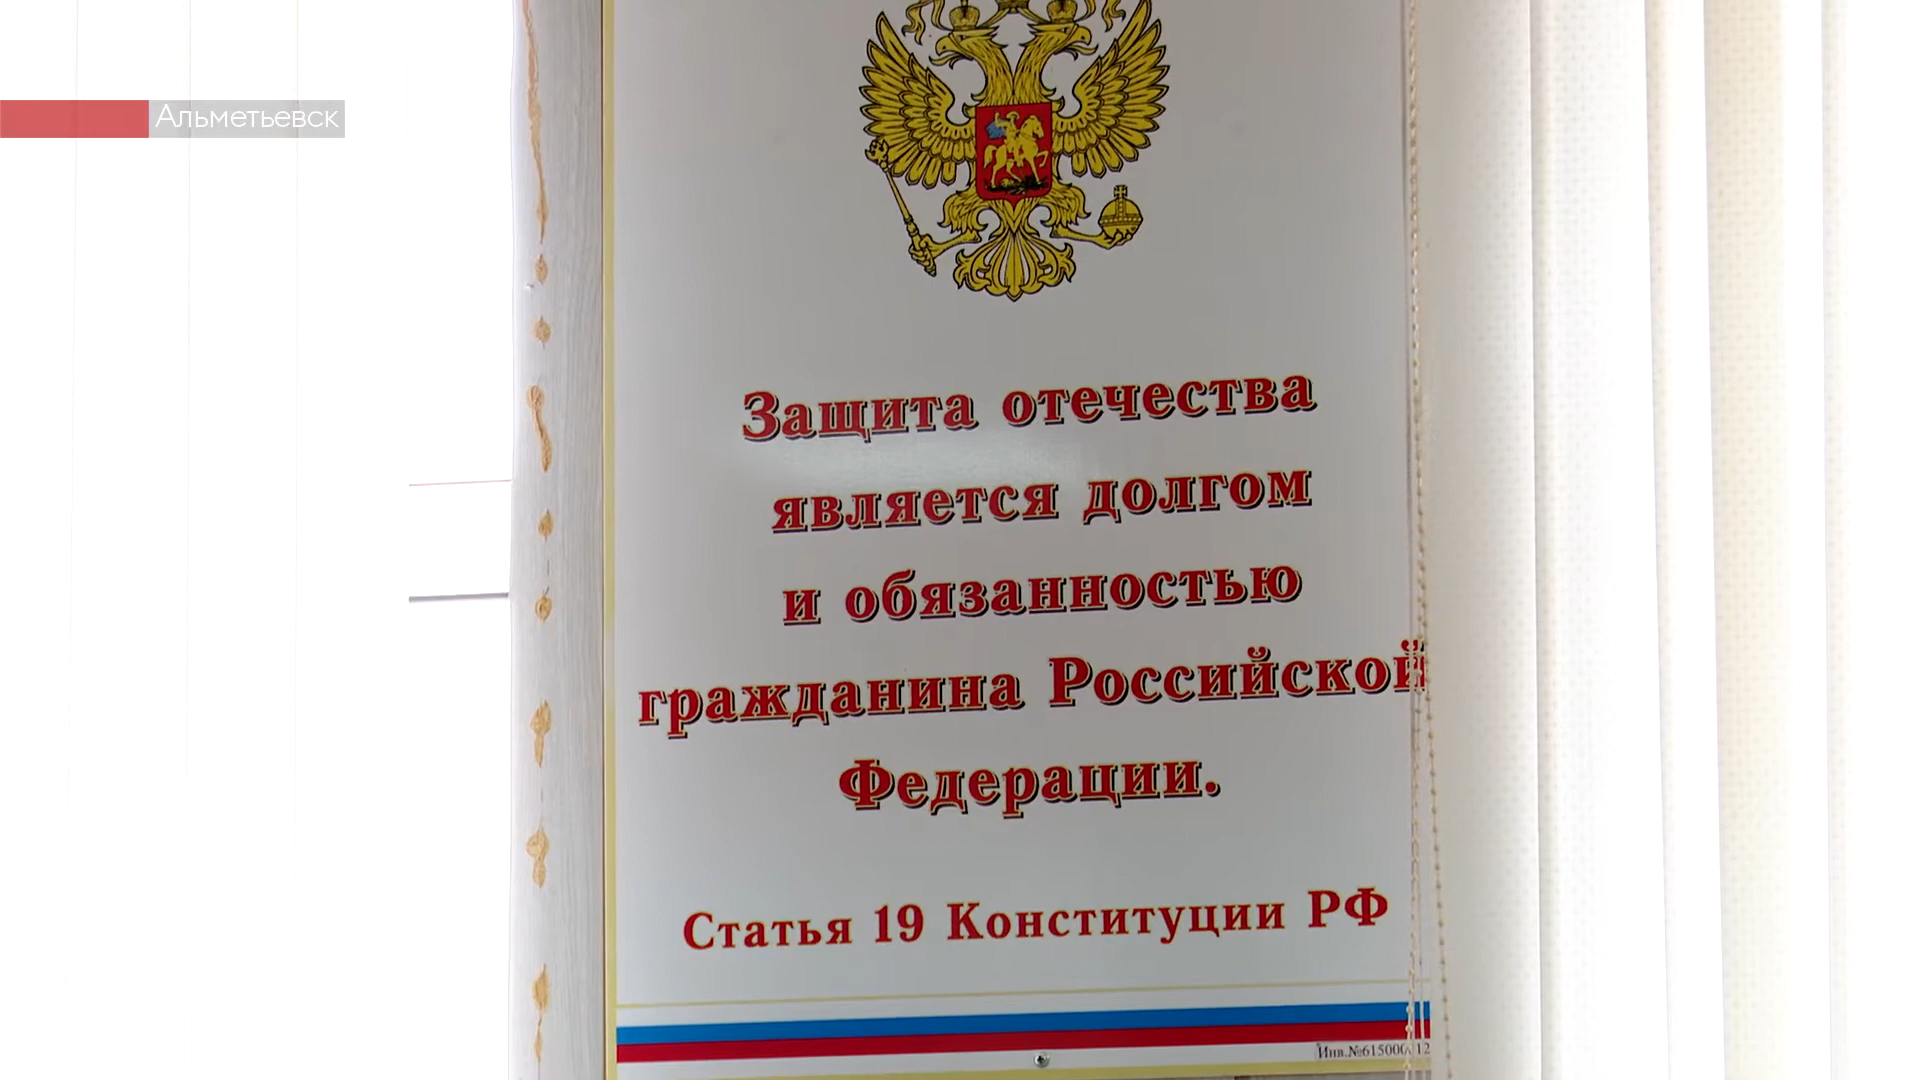 Альметьевск
Защита отечества
является долгом
и обязанностью
гражданина Российской
Федерации.
Статья 19 Конституции РФ